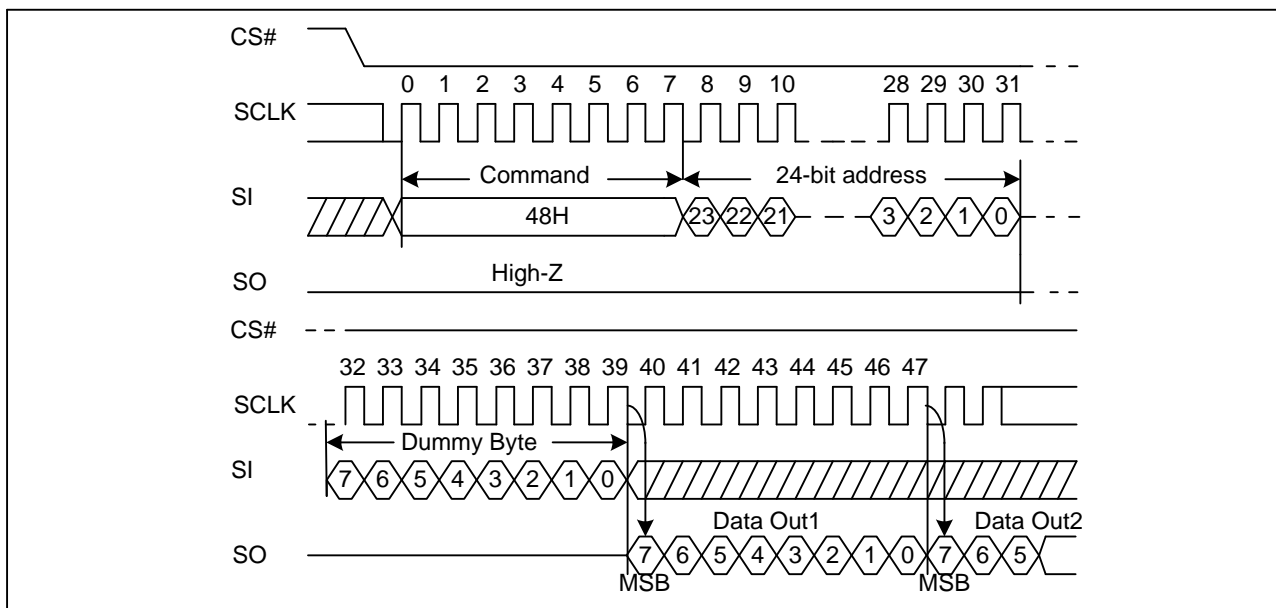 CS#
0 1 2 3 4 5 6 7 8 9 10 28 29 30 31
SCLK
Command 24-bit address
SI
48H 23 22 21 3 2 1 0
High-Z
SO
CS#
32 33 34 35 36 37 38 39 40 41 42 43 44 45 46 47
SCLK
Dummy Byte
SI
7 6 5 4 3 2 1 0
Data Out1 Data Out2
SO
7 6 5 4 3 2 1 0 7 6 5
MSB MSB